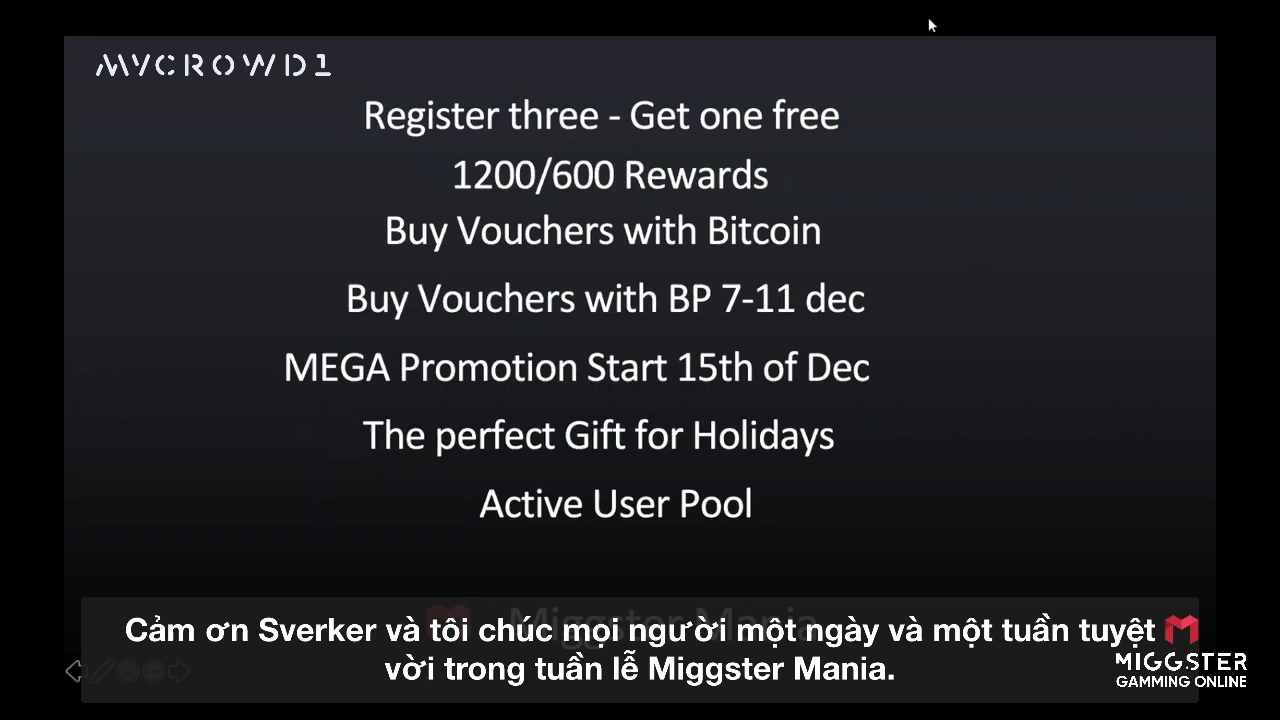 MYCROWD1
Register three - Get one free
1200/600 Rewards
Buy Vouchers with Bitcoin
Buy Vouchers with BP 7-11 dec
MEGA Promotion Start 15th of Dec
The perfect Gift for Holidays
Active User Pool
Miggster Mania
Cảm ơn Sverker và tôi chúc mọi người một ngày và một tuần tuyệt
vời trong tuần lễ Miggster Mania.
MIGGSTER
GAMMING ONLINE